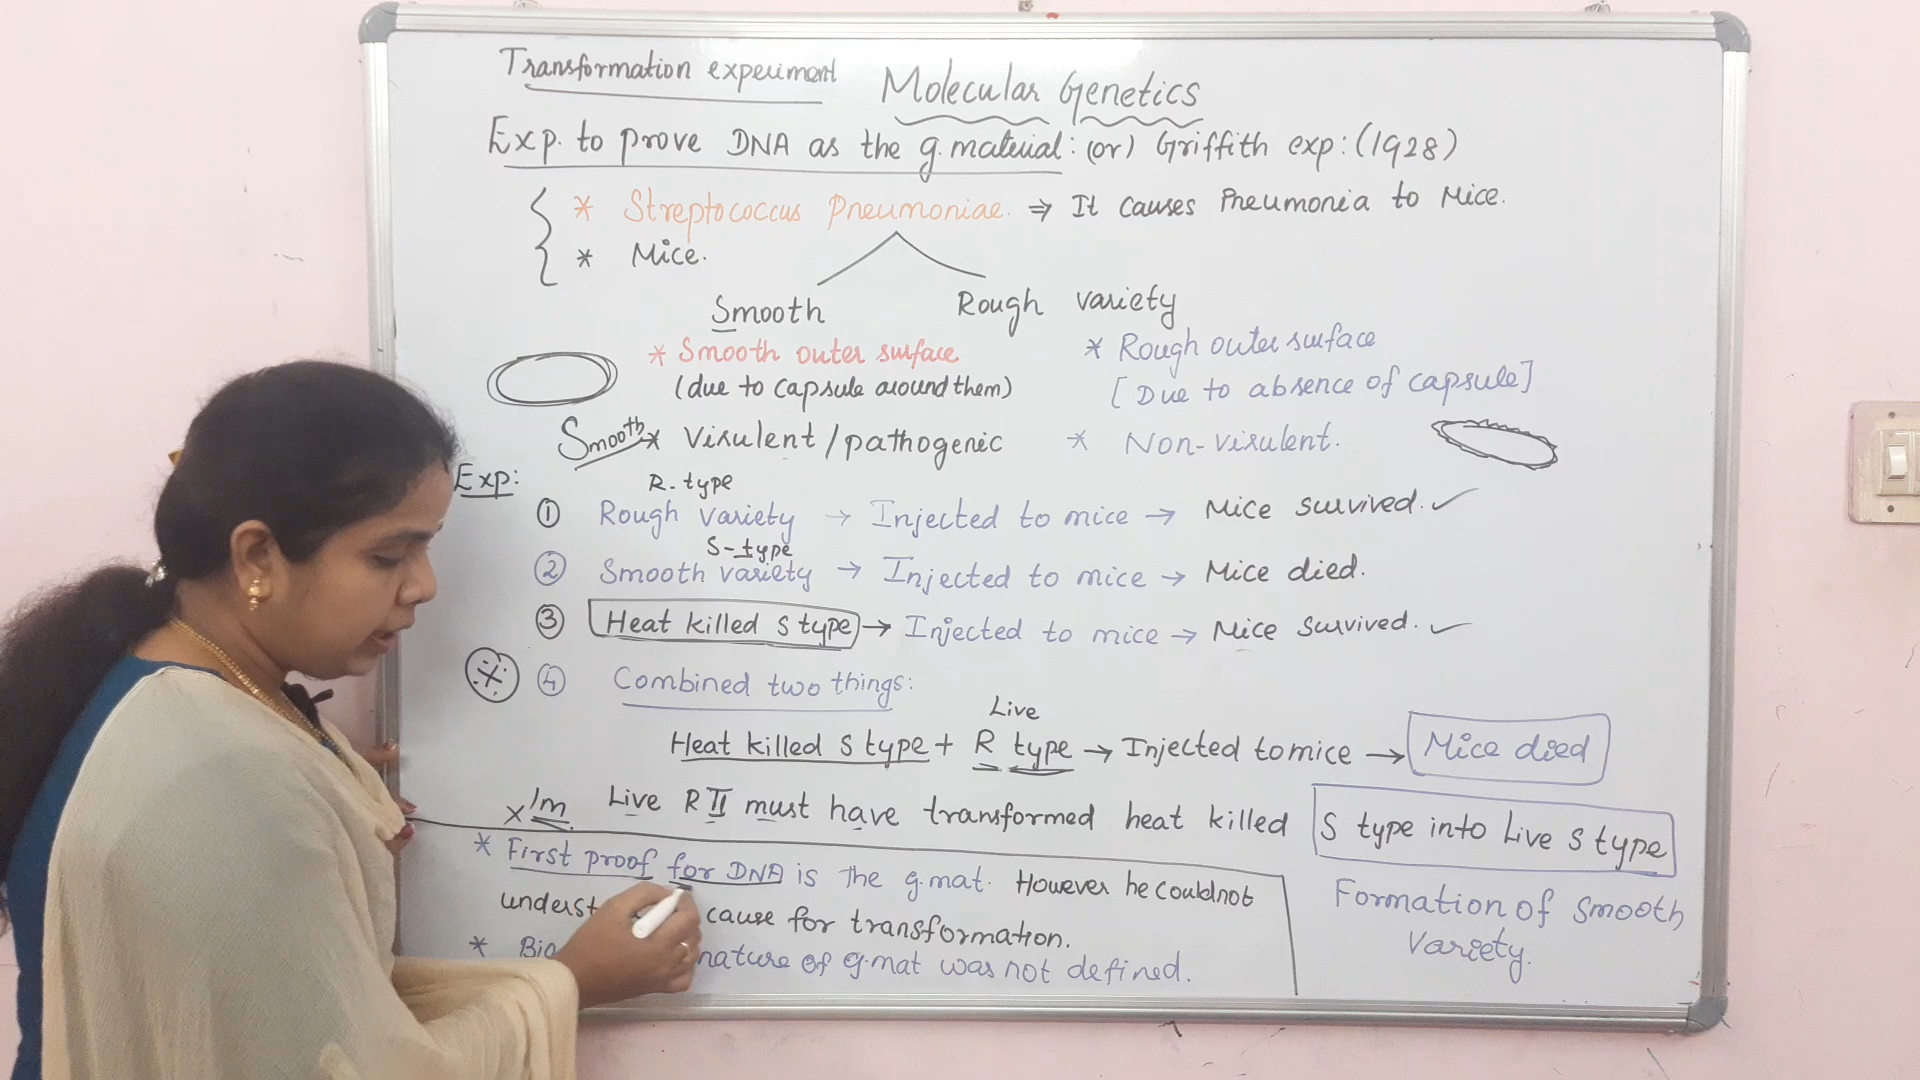 Transformation experiment
Molecular Genetics
Exp. to prove DNA as the g.material: (or) Griffith exp: (1928)
* Streptococcus Pneumoniae. ⇒ It causes Pneumonia to Mice.
* Mice.
Smooth
Rough variety
* Smooth outer surface
(due to capsule around them)
* Rough outer surface
[Due to absence of capsule]
Smooth * Virulent / pathogenic
* Non-virulent.
Exp:
R-type
① Rough variety → Injected to mice → Mice survived. ✓
S-type
② Smooth variety → Injected to mice → Mice died.
③ Heat killed S type → Injected to mice → Mice survived. ✓
④ Combined two things:
Live
Heat killed S type + R type → Injected to mice → Mice died
x Im Live R II must have transformed heat killed S type into Live S type
* First proof for DNA is the g.mat. However he couldnot
cause for transformation.
* nature of g.mat was not defined.
Formation of smooth
Variety.